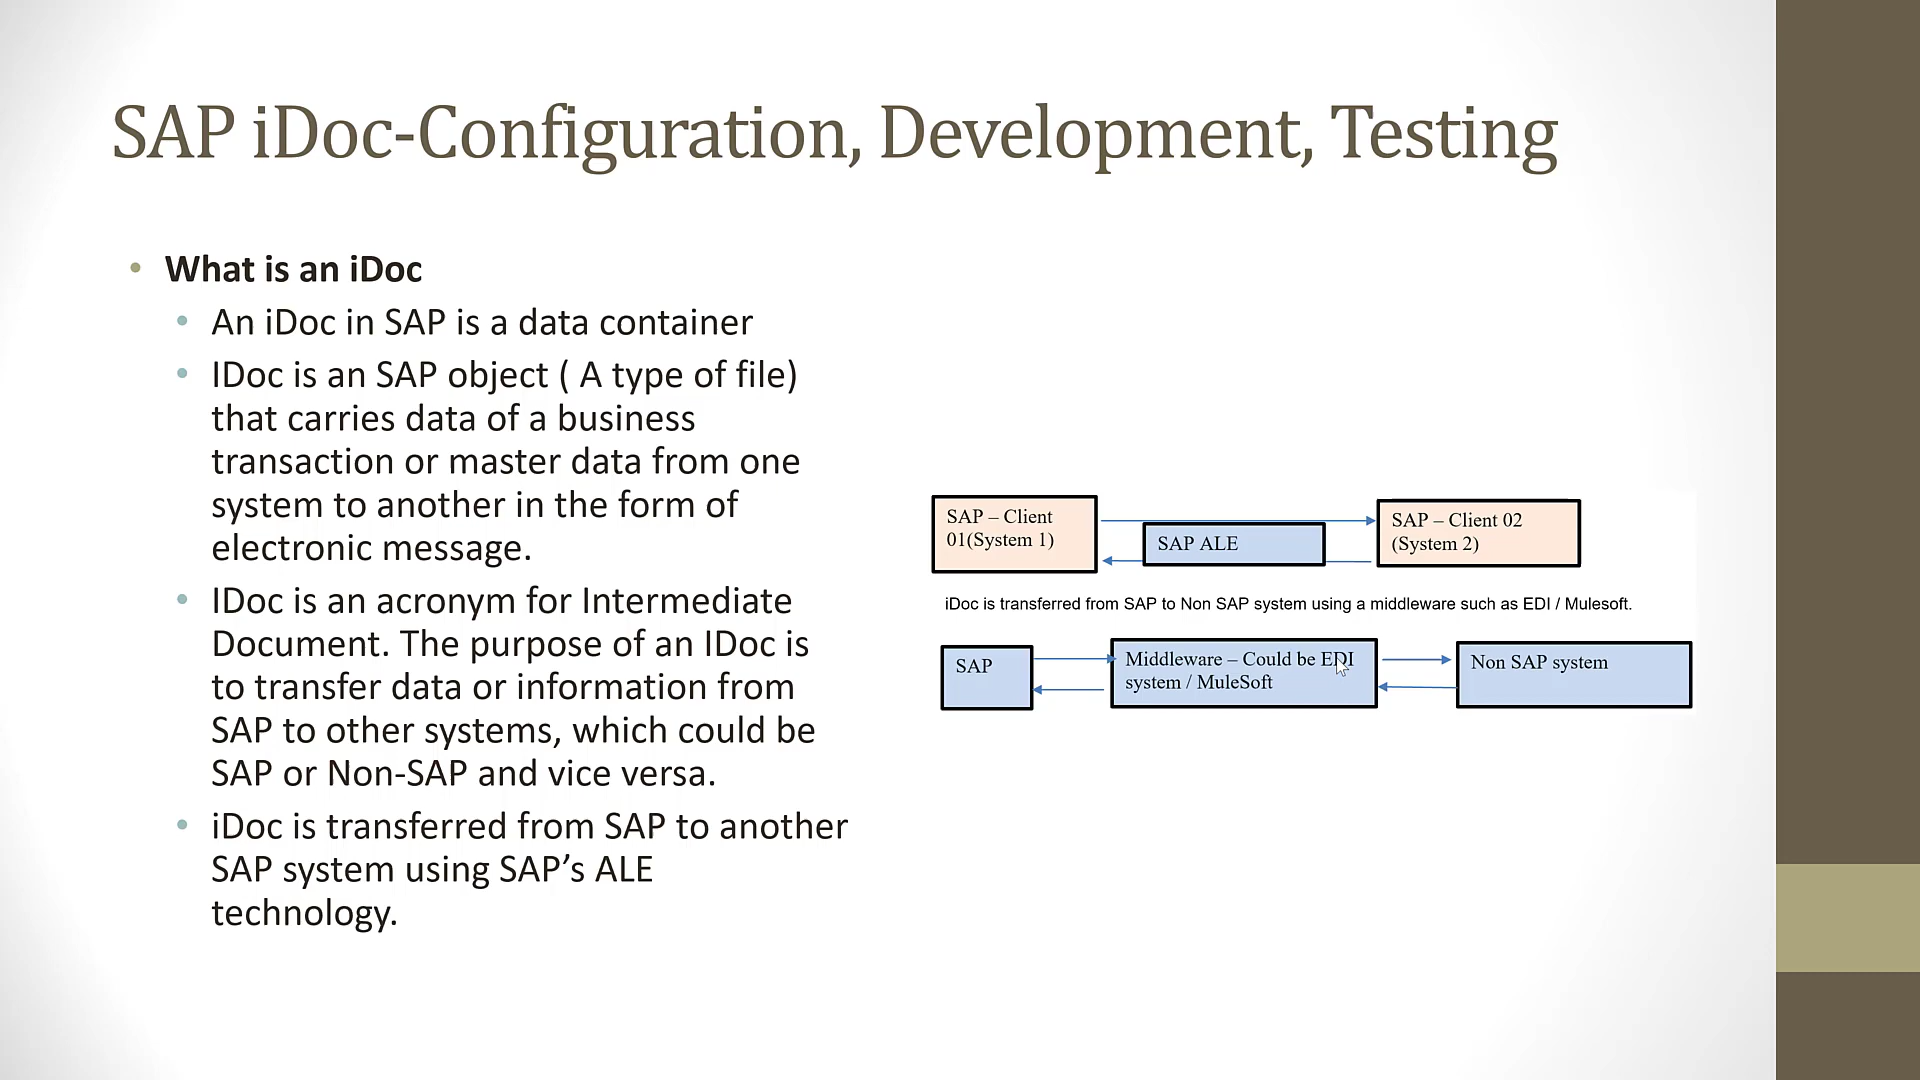 SAP iDoc-Configuration, Development, Testing
• What is an iDoc
• An iDoc in SAP is a data container
• IDoc is an SAP object ( A type of file)
that carries data of a business
transaction or master data from one
system to another in the form of
electronic message.
• IDoc is an acronym for Intermediate
Document. The purpose of an IDoc is
to transfer data or information from
SAP to other systems, which could be
SAP or Non-SAP and vice versa.
• iDoc is transferred from SAP to another
SAP system using SAP’s ALE
technology.
SAP – Client
01(System 1)
SAP ALE
SAP – Client 02
(System 2)
iDoc is transferred from SAP to Non SAP system using a middleware such as EDI / Mulesoft.
SAP
Middleware – Could be EDI
system / MuleSoft
Non SAP system